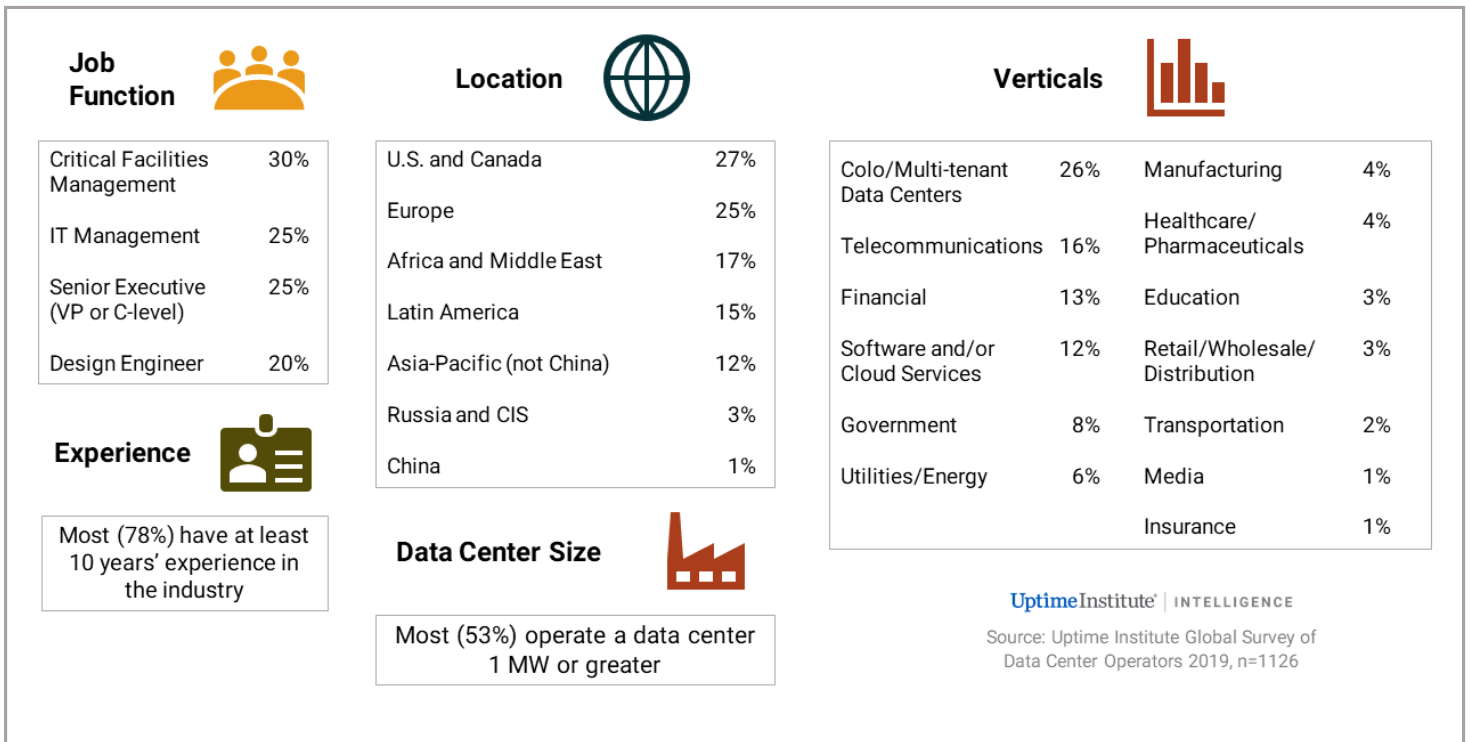 Job
Function
Critical Facilities 30%
Management
IT Management 25%
Senior Executive 25%
(VP or C-level)
Design Engineer 20%
Experience
Most (78%) have at least
10 years’ experience in
the industry
Location
U.S. and Canada 27%
Europe 25%
Africa and Middle East 17%
Latin America 15%
Asia-Pacific (not China) 12%
Russia and CIS 3%
China 1%
Data Center Size
Most (53%) operate a data center
1 MW or greater
Verticals
Colo/Multi-tenant 26%
Data Centers
Telecommunications 16%
Financial 13%
Software and/or 12%
Cloud Services
Government 8%
Utilities/Energy 6%
Manufacturing 4%
Healthcare/ 4%
Pharmaceuticals
Education 3%
Retail/Wholesale/ 3%
Distribution
Transportation 2%
Media 1%
Insurance 1%
UptimeInstitute® | INTELLIGENCE
Source: Uptime Institute Global Survey of
Data Center Operators 2019, n=1126